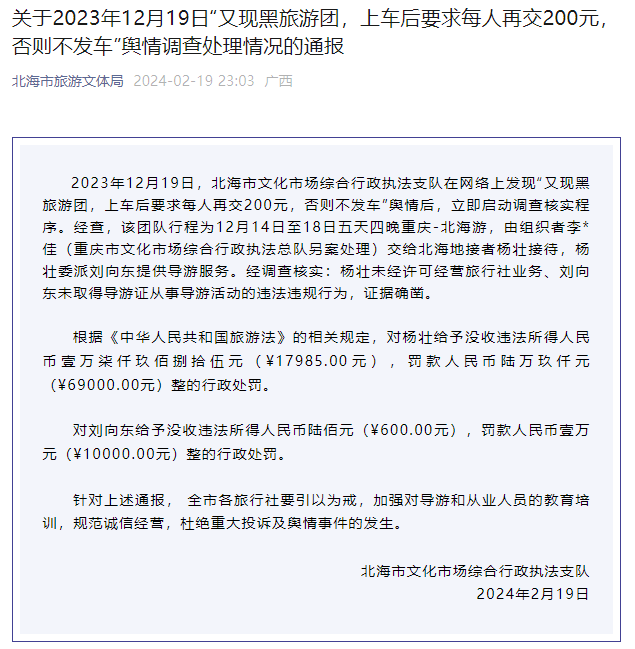 关于2023年12月19日“又现黑旅游团，上车后要求每人再交200元，
否则不发车”舆情调查处理情况的通报
北海市旅游文体局 2024-02-19 23:03 广西
2023年12月19日，北海市文化市场综合行政执法支队在网络上发现“又现黑
旅游团，上车后要求每人再交200元，否则不发车”舆情后，立即启动调查核实程
序。经查，该团队行程为12月14日至18日五天四晚重庆-北海游，由组织者李*
佳（重庆市文化市场综合行政执法总队另案处理）交给北海地接者杨壮接待，杨
壮委派刘向东提供导游服务。经调查核实：杨壮未经许可经营旅行社业务、刘向
东未取得导游证从事导游活动的违法违规行为，证据确凿。
根据《中华人民共和国旅游法》的相关规定，对杨壮给予没收违法所得人民
币壹万柒仟玖佰捌拾伍元（¥17985.00元），罚款人民币陆万玖仟元
（¥69000.00元）整的行政处罚。
对刘向东给予没收违法所得人民币陆佰元（¥600.00元），罚款人民币壹万
元（¥10000.00元）整的行政处罚。
针对上述通报， 全市各旅行社要引以为戒，加强对导游和从业人员的教育培
训，规范诚信经营，杜绝重大投诉及舆情事件的发生。
北海市文化市场综合行政执法支队
2024年2月19日